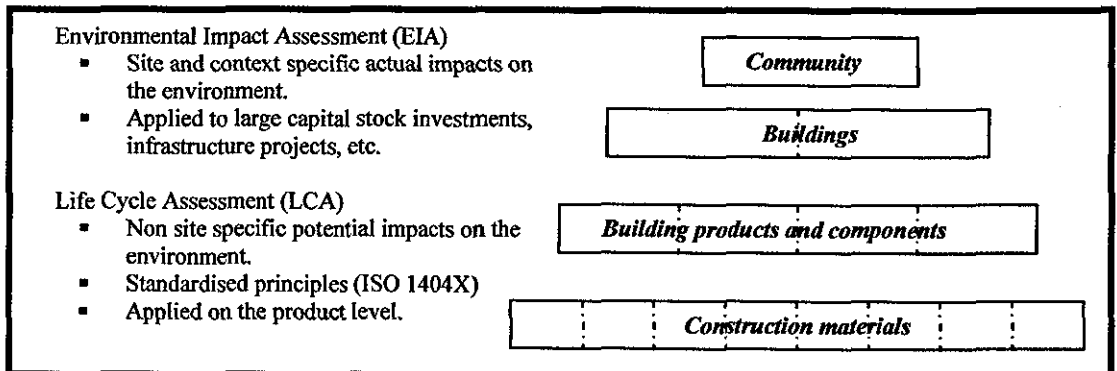 Environmental Impact Assessment (EIA)
▪ Site and context specific actual impacts on
the environment.
▪ Applied to large capital stock investments,
infrastructure projects, etc.
Life Cycle Assessment (LCA)
▪ Non site specific potential impacts on the
environment.
▪ Standardised principles (ISO 1404X)
▪ Applied on the product level.
Community
Buildings
Building products and components
Construction materials